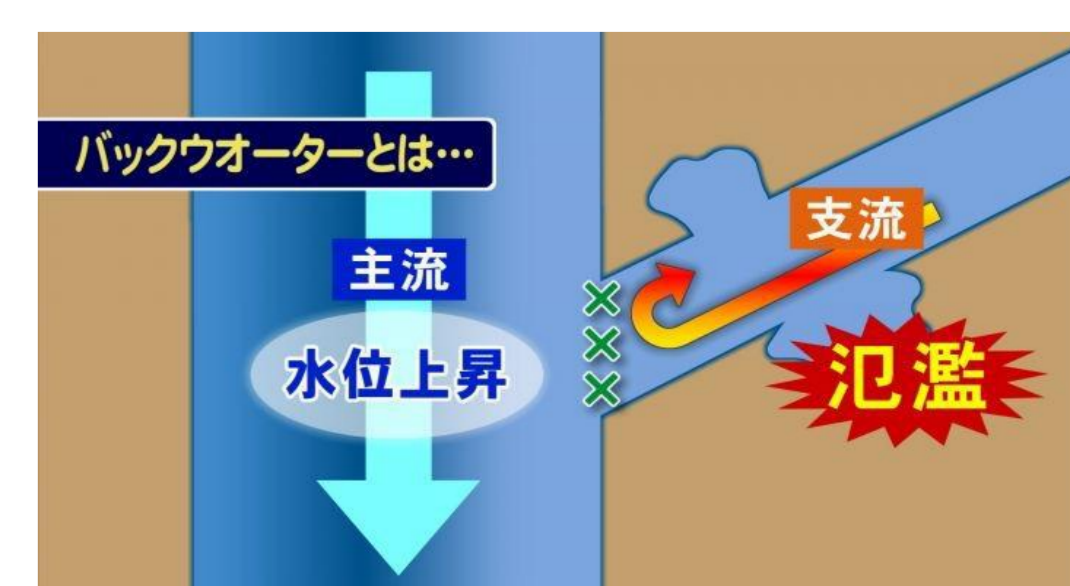 バックウオーターとは…
主流
水位上昇
支流
×
×
×
氾濫